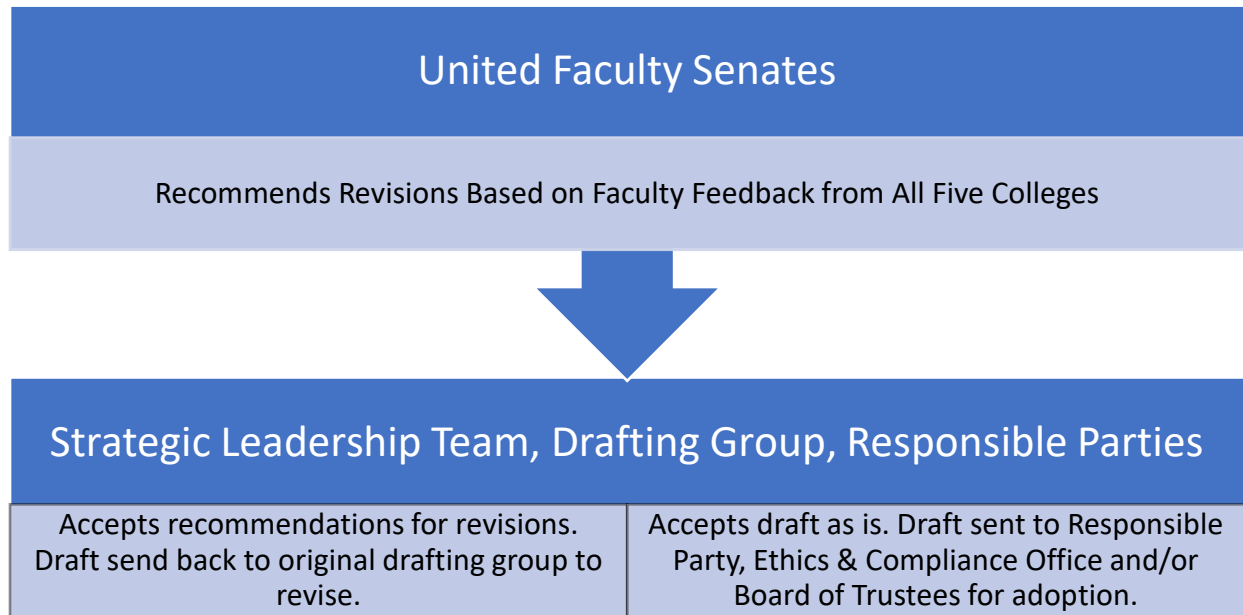 United Faculty Senates
Recommends Revisions Based on Faculty Feedback from All Five Colleges
Strategic Leadership Team, Drafting Group, Responsible Parties
Accepts recommendations for revisions.
Draft send back to original drafting group to
revise.
Accepts draft as is. Draft sent to Responsible
Party, Ethics & Compliance Office and/or
Board of Trustees for adoption.